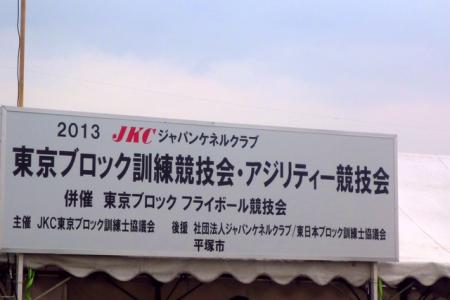 2013 JKC ジャパンケネルクラブ
東京ブロック訓練競技会・アジリティー競技会
併催 東京ブロック フライボール競技会
主催 JKC東京ブロック訓練士協議会 後援 社団法人ジャパンケネルクラブ/東日本ブロック訓練士協議会
平塚市